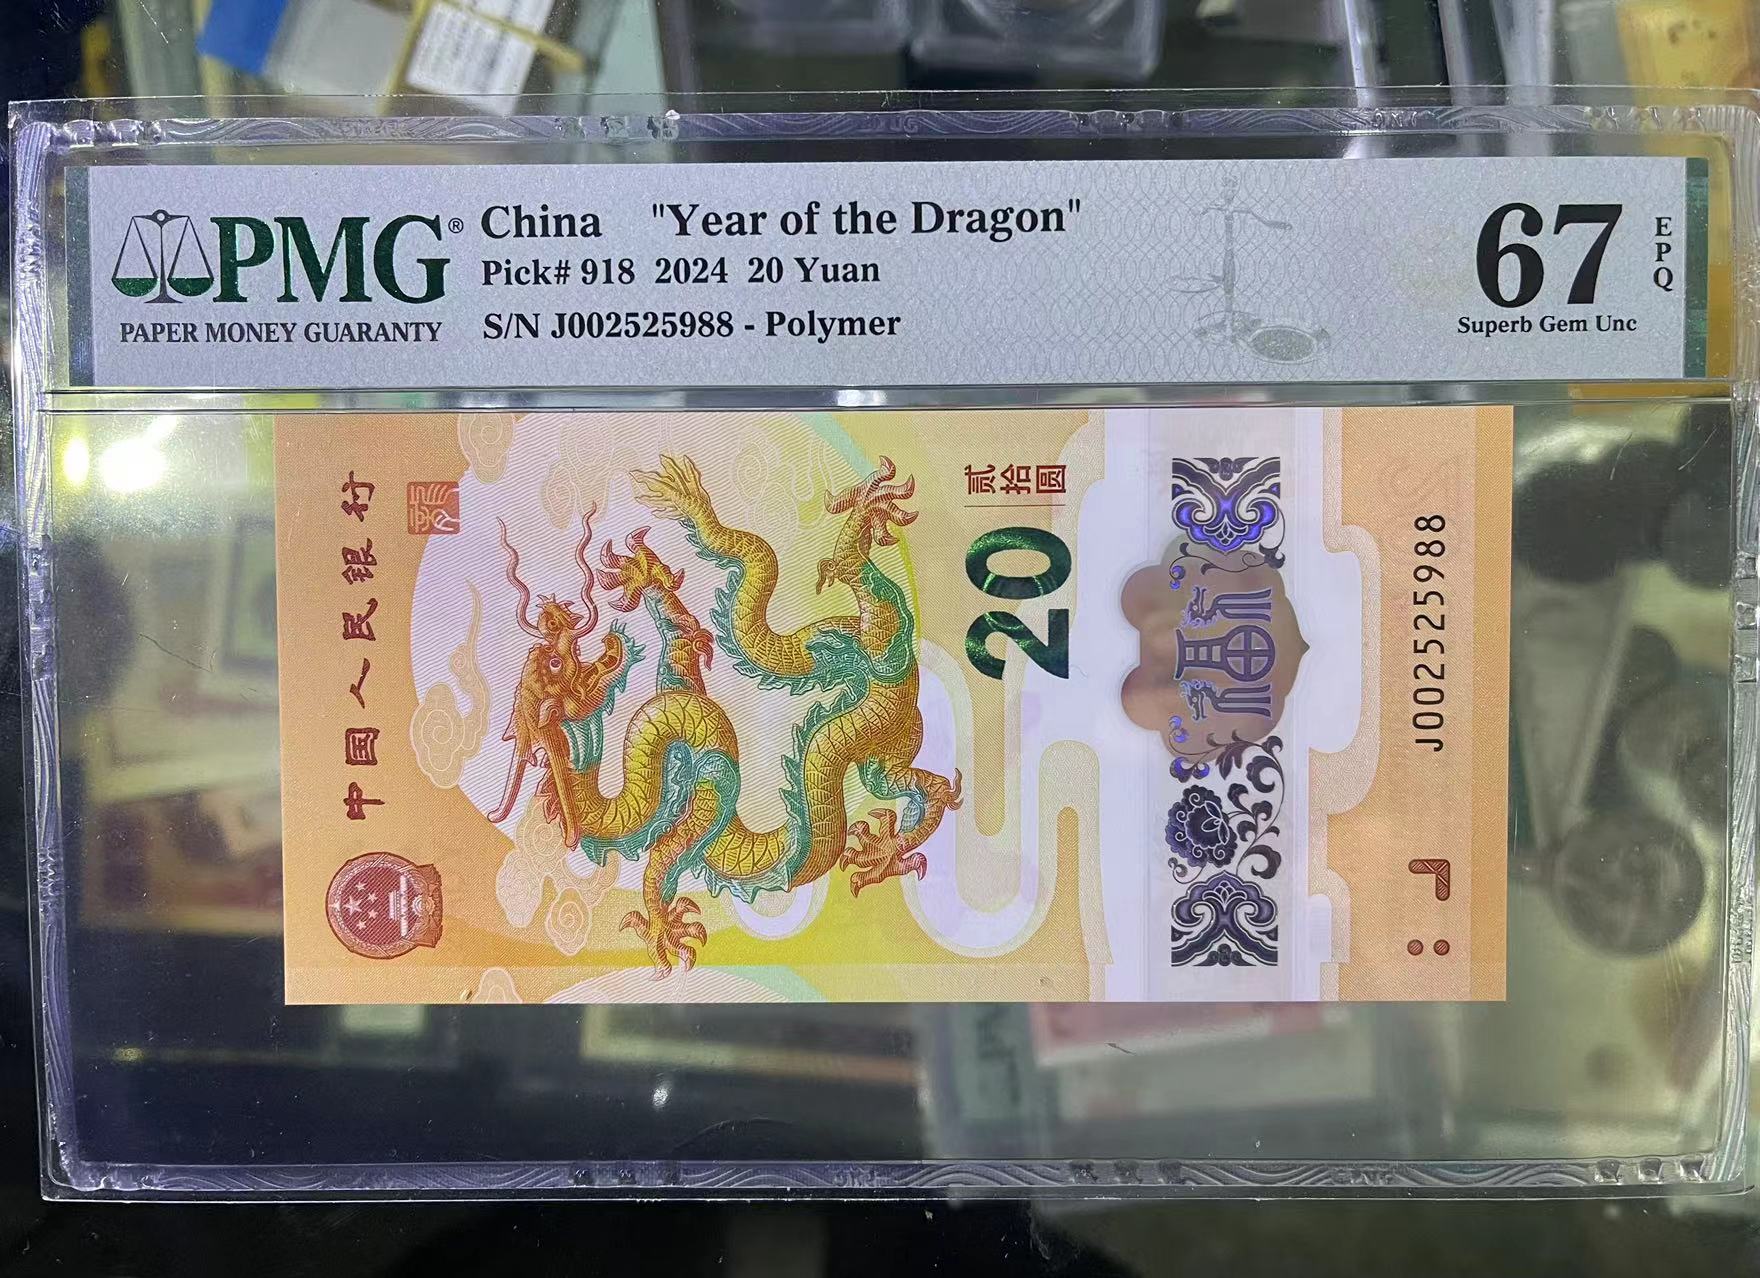 PMG®
PAPER MONEY GUARANTY
China "Year of the Dragon"
Pick# 918 2024 20 Yuan
S/N J002525988 - Polymer
67
EPQ
Superb Gem Unc
中国人民银行
贰拾圆
20
J002525988